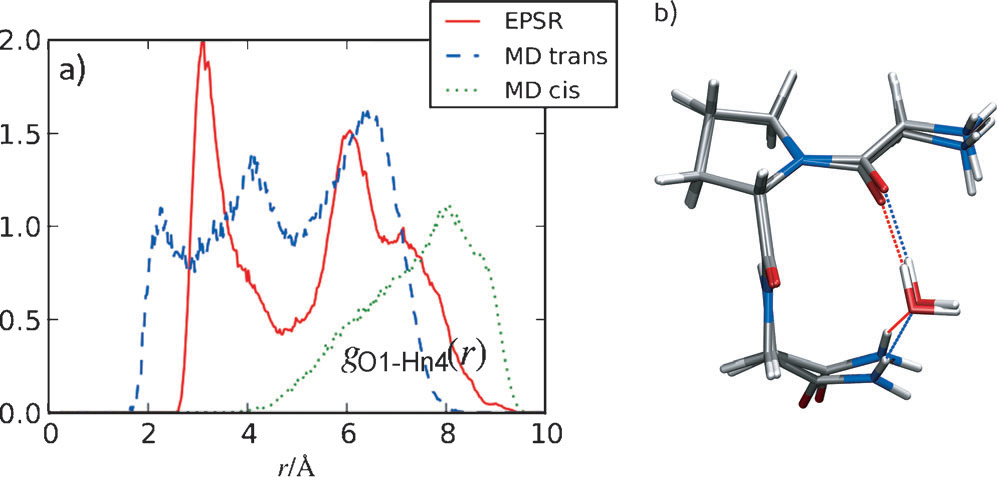 a)
EPSR
MD trans
MD cis
b)
2.0
1.5
1.0
0.5
0.0
gO1-Hn4(r)
0 2 4 6 8 10
r/Å